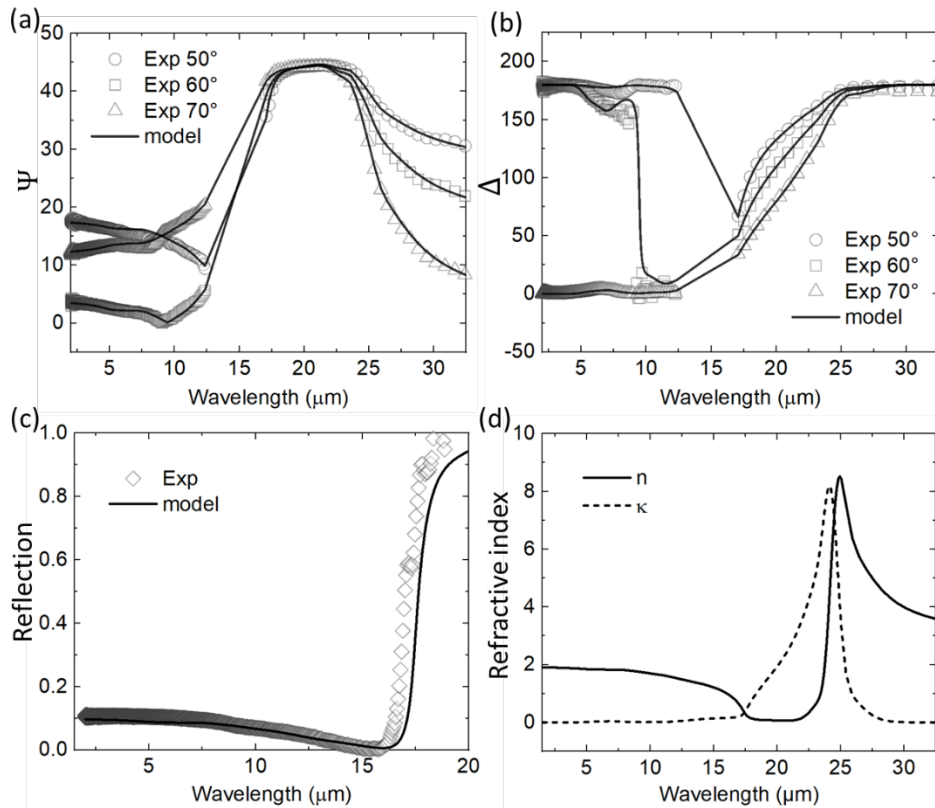 (a)
Ψ
50
40
30
20
10
0
Exp 50°
Exp 60°
Exp 70°
model
5 10 15 20 25 30
Wavelength (μm)
(b)
Δ
200
150
100
50
0
-50
Exp 50°
Exp 60°
Exp 70°
model
5 10 15 20 25 30
Wavelength (μm)
(c)
Reflection
1.0
0.8
0.6
0.4
0.2
0.0
Exp
model
5 10 15 20
Wavelength (μm)
(d)
Refractive index
10
8
6
4
2
0
n
κ
5 10 15 20 25 30
Wavelength (μm)